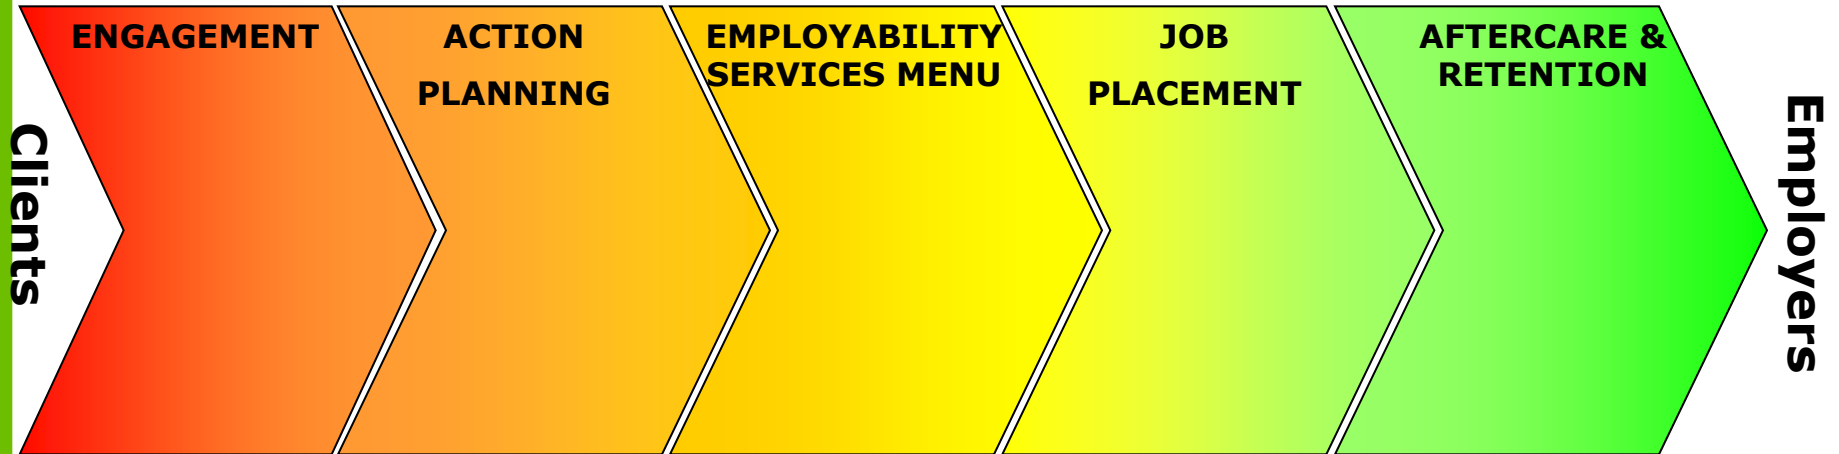 Clients
ENGAGEMENT
ACTION
PLANNING
EMPLOYABILITY
SERVICES MENU
JOB
PLACEMENT
AFTERCARE &
RETENTION
Employers